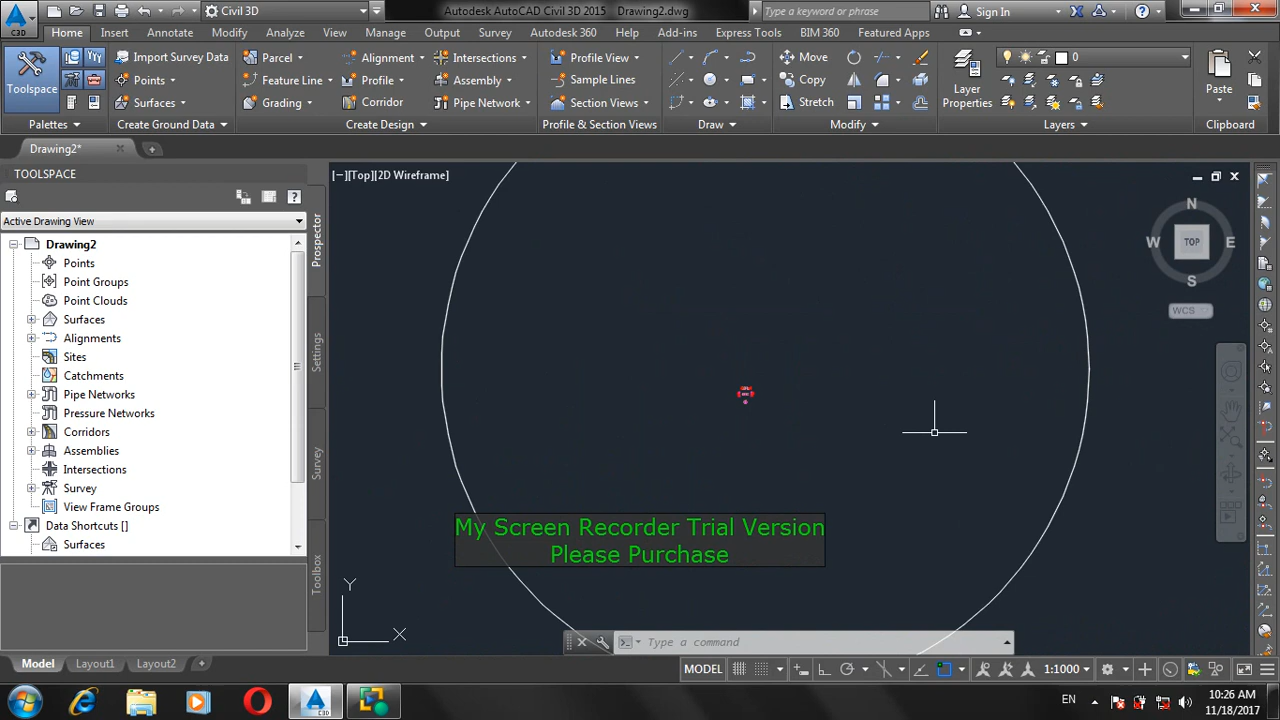 Civil 3D
Autodesk AutoCAD Civil 3D 2015 Drawing2.dwg
Type a keyword or phrase
Sign In
C3D
Home Insert Annotate Modify Analyze View Manage Output Survey Autodesk 360 Help Add-ins Express Tools BIM 360 Featured Apps
Toolspace
Import Survey Data
Points
Surfaces
Parcel
Feature Line
Grading
Alignment
Profile
Corridor
Intersections
Assembly
Pipe Network
Profile View
Sample Lines
Section Views
Move
Copy
Stretch
Layer
Properties
0
Paste
Palettes Create Ground Data Create Design Profile & Section Views Draw Modify Layers Clipboard
Drawing2*
TOOLSPACE
Active Drawing View
Drawing2
Points
Point Groups
Point Clouds
Surfaces
Alignments
Sites
Catchments
Pipe Networks
Pressure Networks
Corridors
Assemblies
Intersections
Survey
View Frame Groups
Data Shortcuts []
Surfaces
Prospector
Settings
Survey
Toolbox
[−][Top][2D Wireframe]
N
W TOP E
S
WCS
My Screen Recorder Trial Version
Please Purchase
Y
X
Type a command
Model Layout1 Layout2
MODEL
1:1000
EN
10:26 AM
11/18/2017